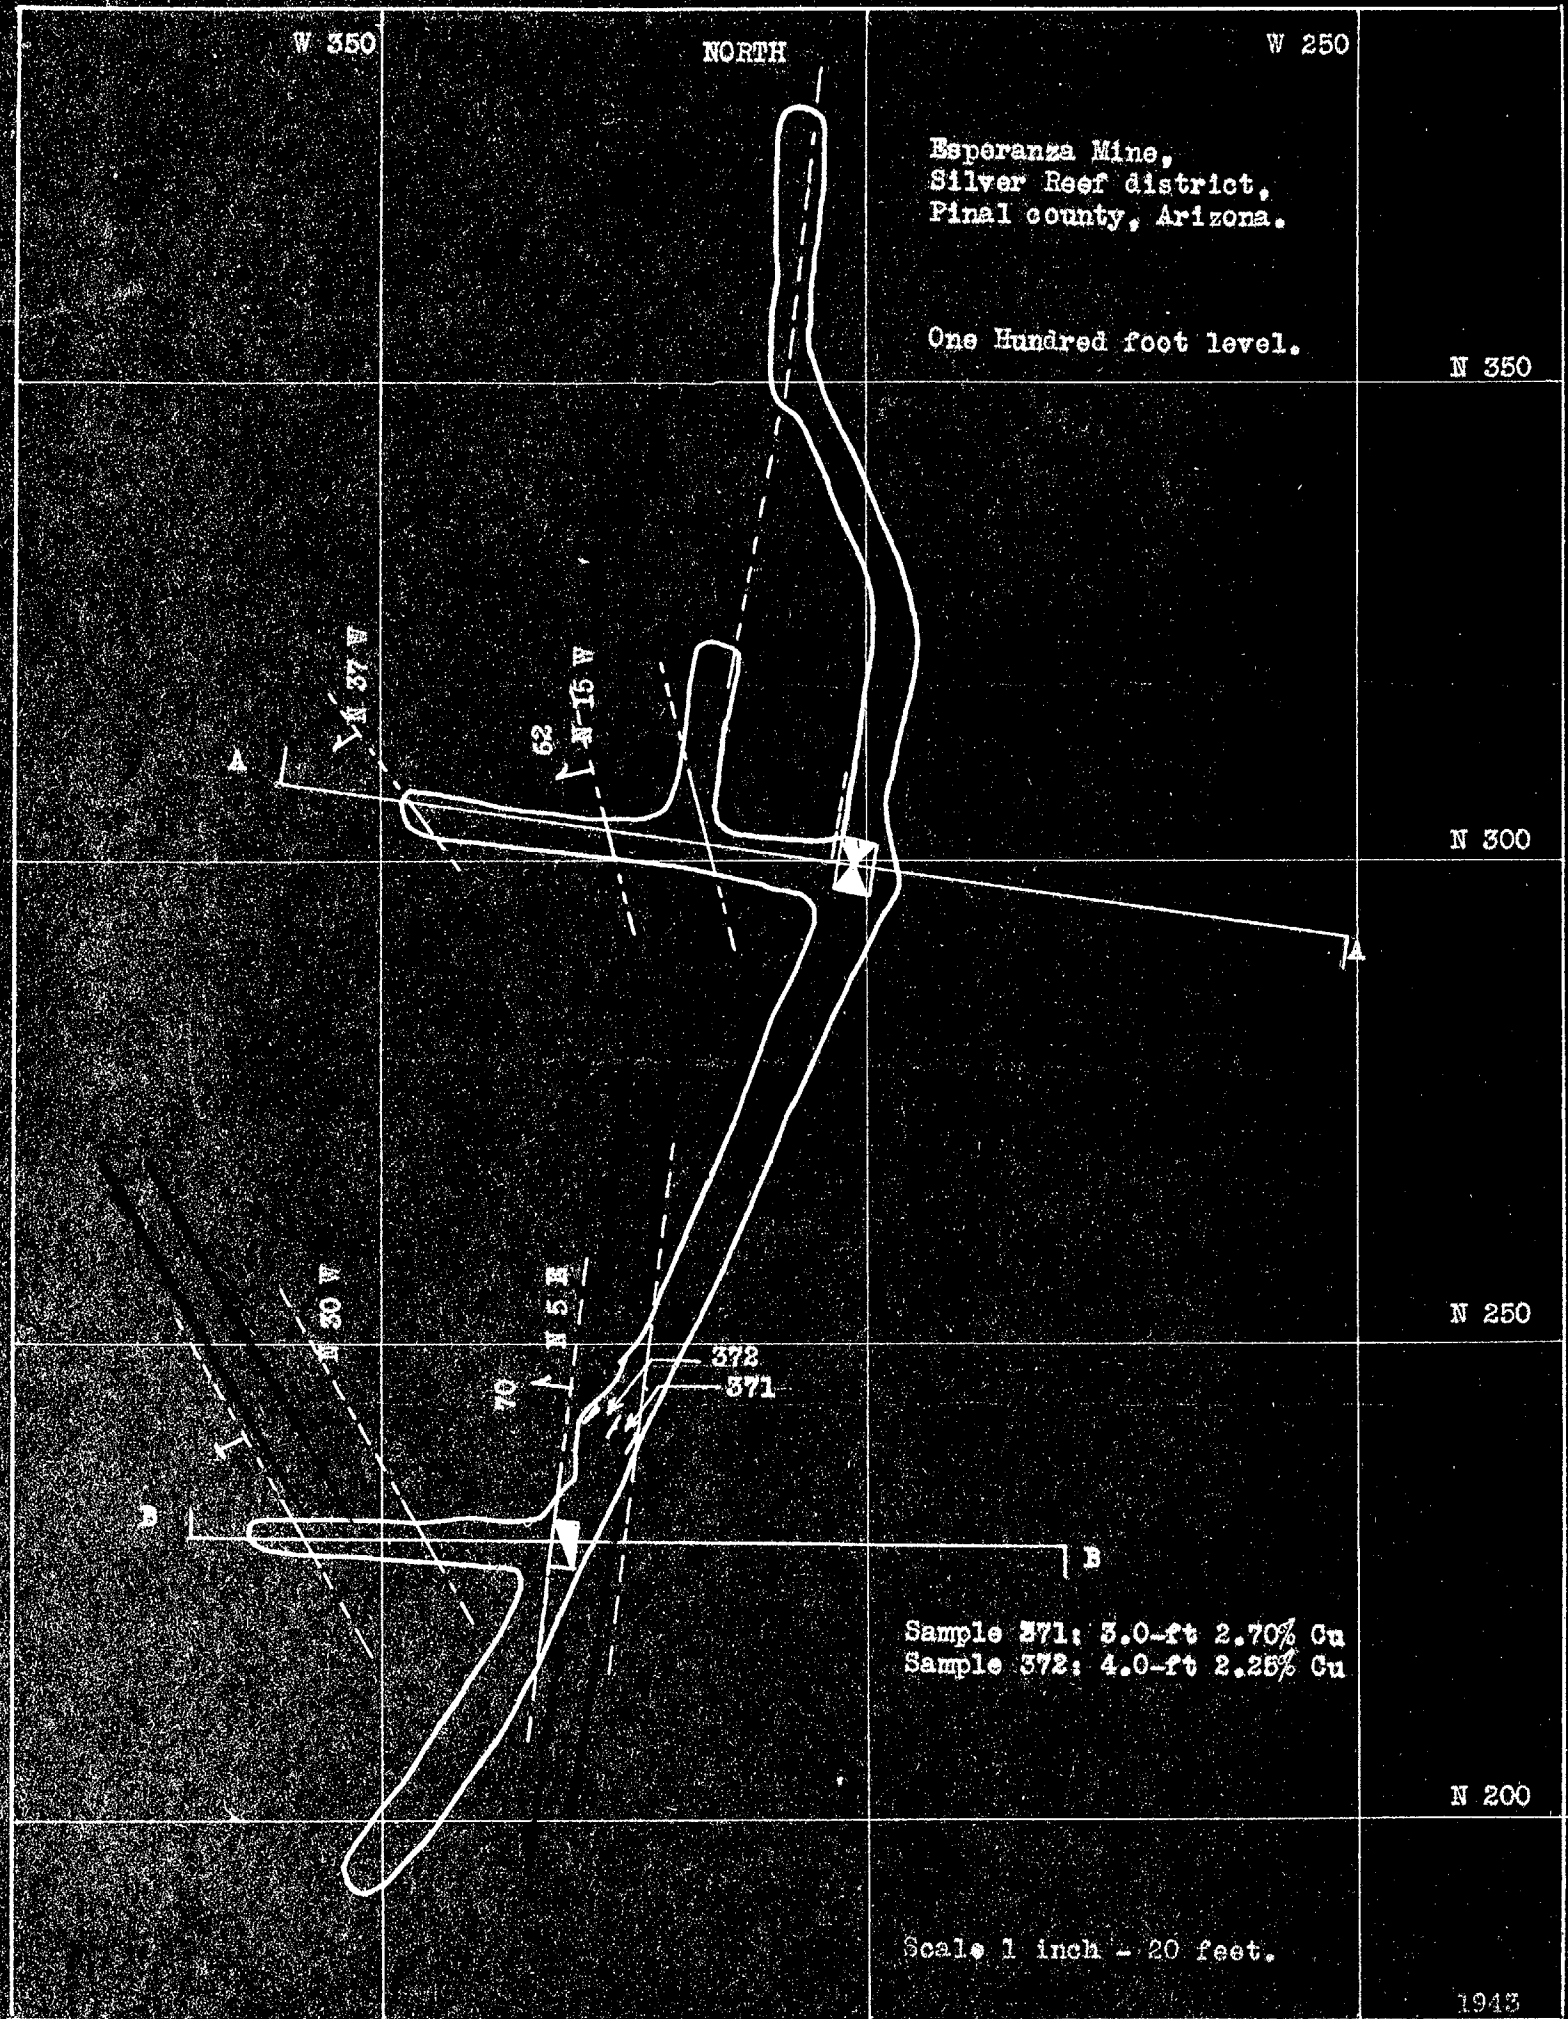 W 350
NORTH
W 250
Esperanza Mine,
Silver Reef district,
Pinal county, Arizona.
One Hundred foot level.
N 350
N 37 W
N 15 W
62
A
N 300
A
N 30 W
N 5 E
N 250
372
371
70
B
B
Sample 371: 3.0-ft 2.70% Cu
Sample 372: 4.0-ft 2.25% Cu
N 200
Scale 1 inch - 20 feet.
1943